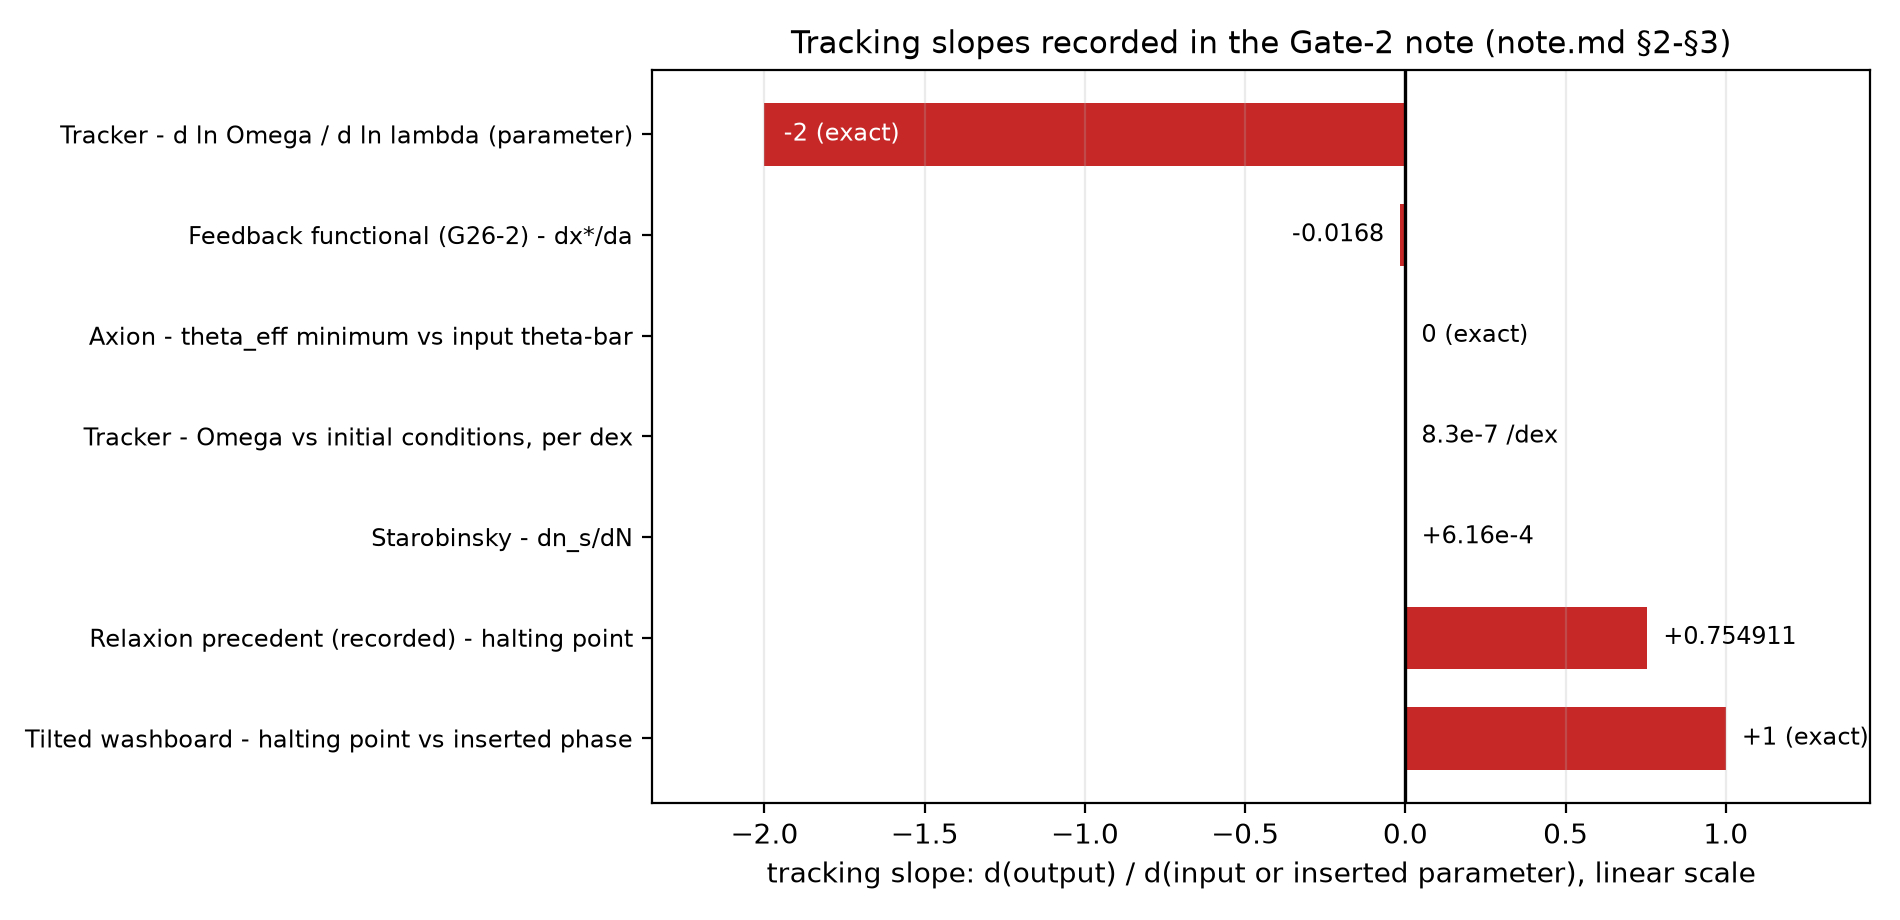 Tracking slopes recorded in the Gate-2 note (note.md §2-§3)
Tracker - d ln Omega / d ln lambda (parameter)
-2 (exact)
Feedback functional (G26-2) - dx*/da
-0.0168
Axion - theta_eff minimum vs input theta-bar
0 (exact)
Tracker - Omega vs initial conditions, per dex
8.3e-7 /dex
Starobinsky - dn_s/dN
+6.16e-4
Relaxion precedent (recorded) - halting point
+0.754911
Tilted washboard - halting point vs inserted phase
+1 (exact)
−2.0 −1.5 −1.0 −0.5 0.0 0.5 1.0
tracking slope: d(output) / d(input or inserted parameter), linear scale